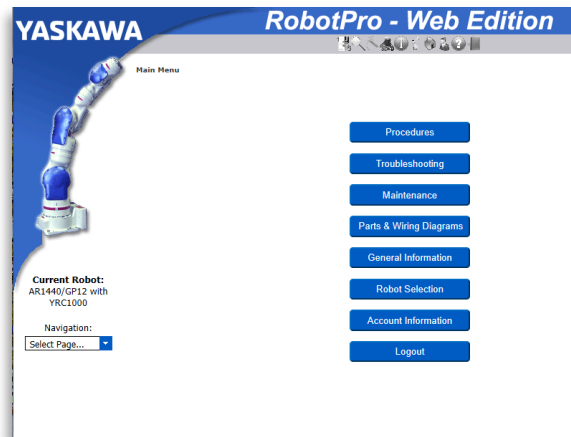 YASKAWA
RobotPro - Web Edition
Main Menu
Procedures
Troubleshooting
Maintenance
Parts & Wiring Diagrams
General Information
Robot Selection
Account Information
Logout
Current Robot:
AR1440/GP12 with
YRC1000
Navigation:
Select Page...